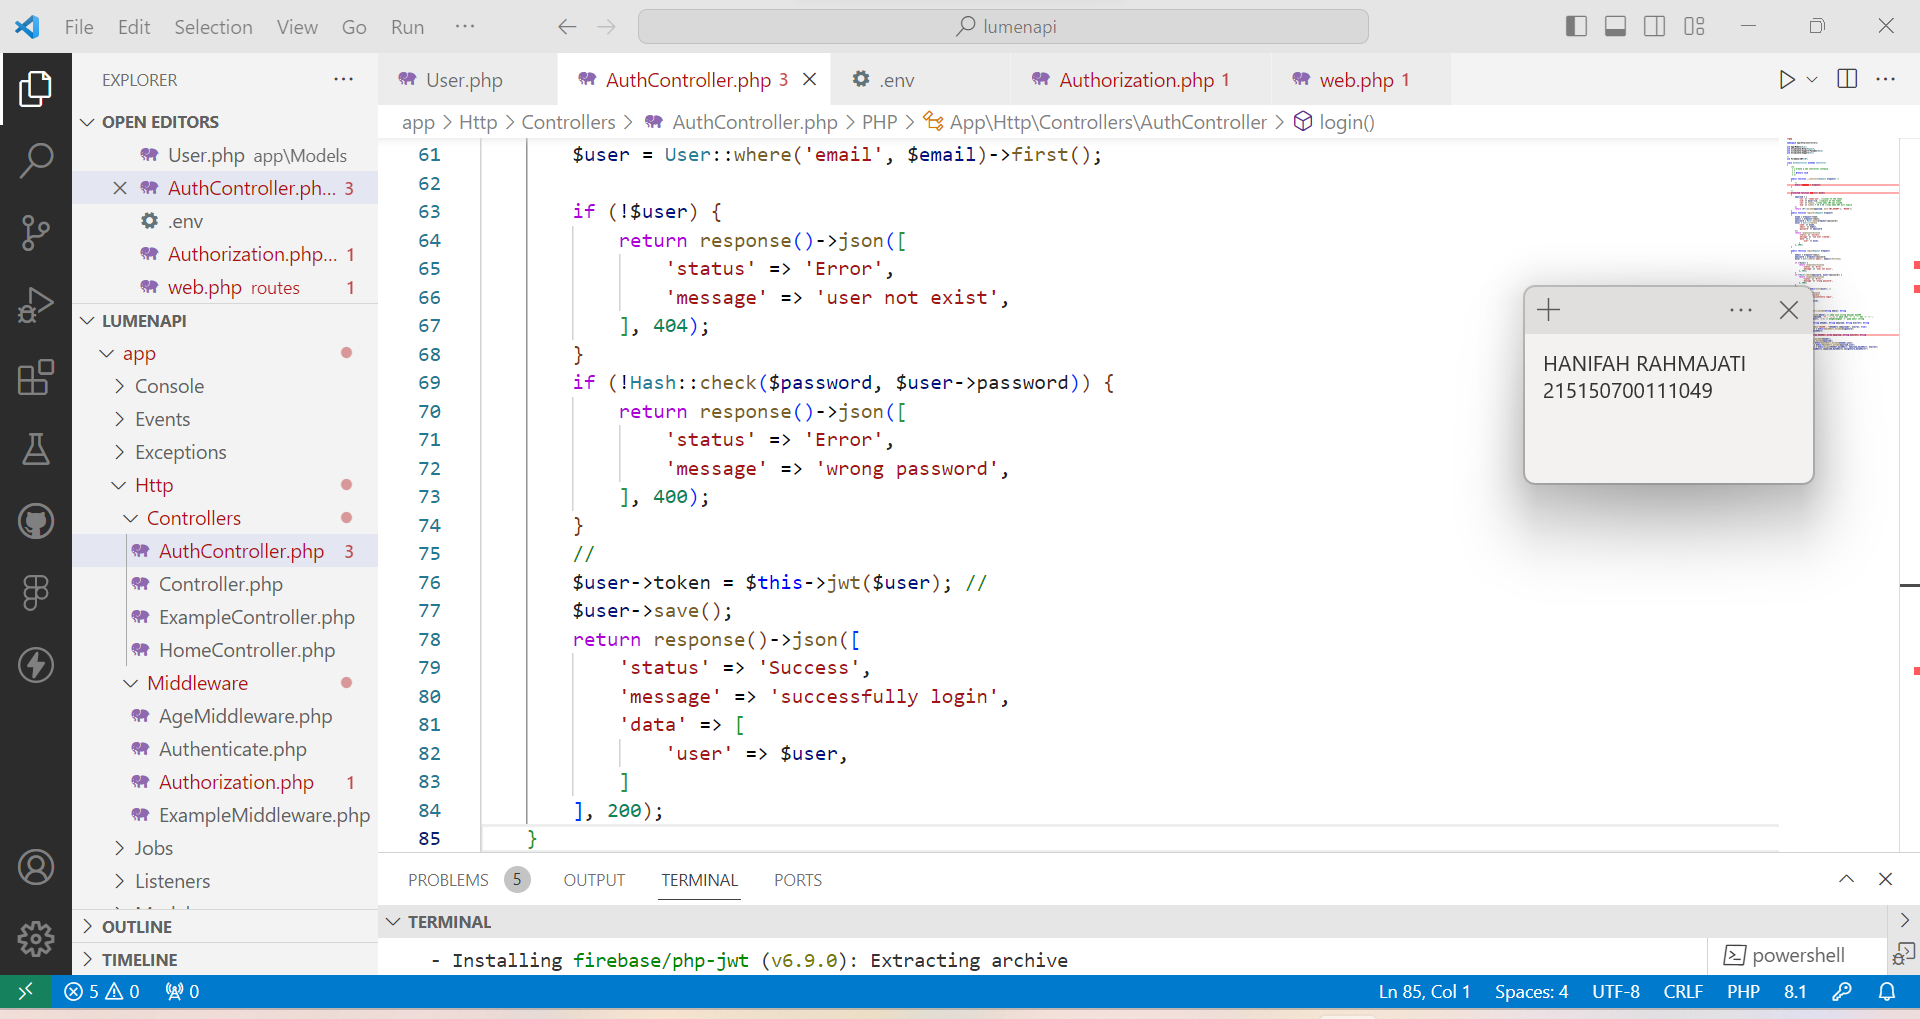 File Edit Selection View Go Run ···
lumenapi
EXPLORER ···
OPEN EDITORS
User.php app\Models
AuthController.ph... 3
.env
Authorization.php... 1
web.php routes 1
LUMENAPI
app
Console
Events
Exceptions
Http
Controllers
AuthController.php 3
Controller.php
ExampleController.php
HomeController.php
Middleware
AgeMiddleware.php
Authenticate.php
Authorization.php 1
ExampleMiddleware.php
Jobs
Listeners
OUTLINE
TIMELINE
User.php AuthController.php 3 .env Authorization.php 1 web.php 1
app > Http > Controllers > AuthController.php > PHP > App\Http\Controllers\AuthController > login()
61 $user = User::where('email', $email)->first();
62
63 if (!$user) {
64 return response()->json([
65 'status' => 'Error',
66 'message' => 'user not exist',
67 ], 404);
68 }
69 if (!Hash::check($password, $user->password)) {
70 return response()->json([
71 'status' => 'Error',
72 'message' => 'wrong password',
73 ], 400);
74 }
75 //
76 $user->token = $this->jwt($user); //
77 $user->save();
78 return response()->json([
79 'status' => 'Success',
80 'message' => 'successfully login',
81 'data' => [
82 'user' => $user,
83 ]
84 ], 200);
85 }
HANIFAH RAHMAJATI
215150700111049
PROBLEMS 5 OUTPUT TERMINAL PORTS
TERMINAL
- Installing firebase/php-jwt (v6.9.0): Extracting archive
powershell
5 0 0
Ln 85, Col 1 Spaces: 4 UTF-8 CRLF PHP 8.1